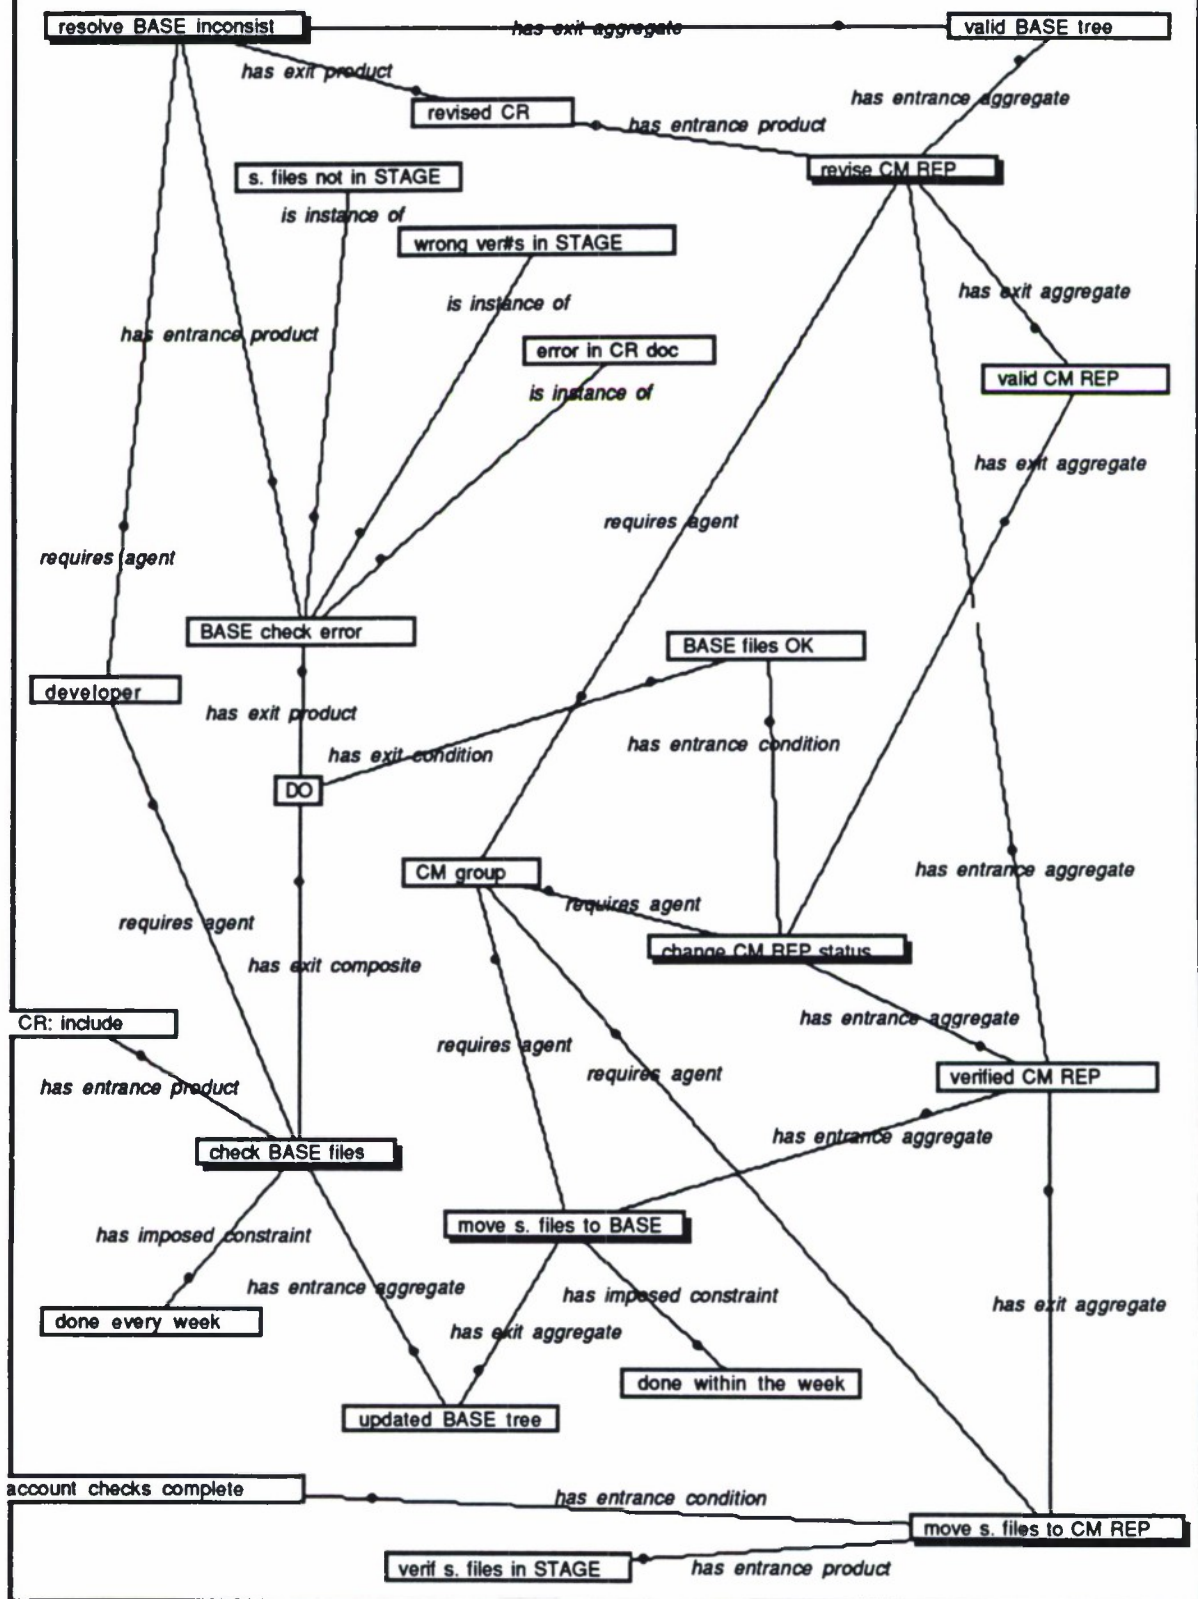 resolve BASE inconsist
has exit aggregate
valid BASE tree
has exit product
revised CR
has entrance aggregate
has entrance product
revise CM REP
s. files not in STAGE
is instance of
wrong ver#s in STAGE
has exit aggregate
is instance of
has entrance product
error in CR doc
valid CM REP
is instance of
has exit aggregate
requires agent
requires agent
BASE check error
BASE files OK
developer
has exit product
has exit condition
has entrance condition
DO
CM group
has entrance aggregate
requires agent
requires agent
change CM REP status
has exit composite
CR: include
has entrance aggregate
requires agent
requires agent
verified CM REP
has entrance product
has entrance aggregate
check BASE files
move s. files to BASE
has imposed constraint
has entrance aggregate
has imposed constraint
has exit aggregate
done every week
has exit aggregate
done within the week
updated BASE tree
account checks complete
has entrance condition
move s. files to CM REP
verif s. files in STAGE
has entrance product